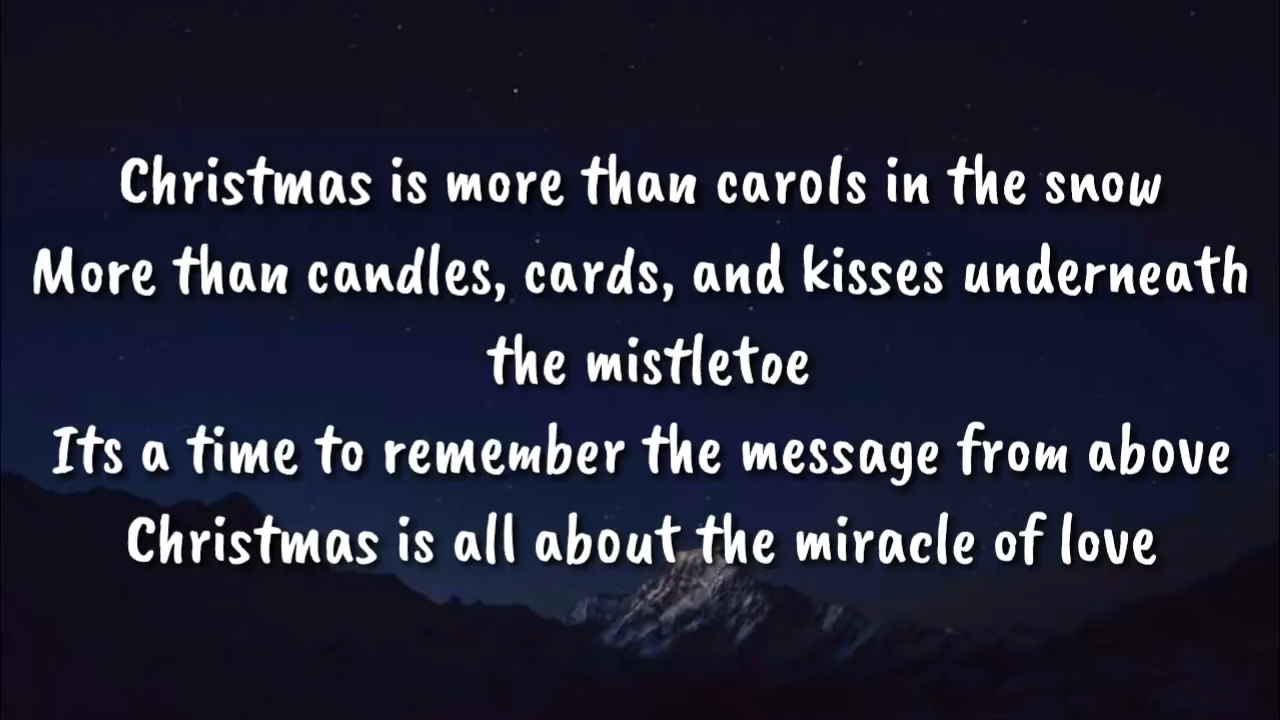 Christmas is more than carols in the snow
More than candles, cards, and kisses underneath
the mistletoe
Its a time to remember the message from above
Christmas is all about the miracle of love